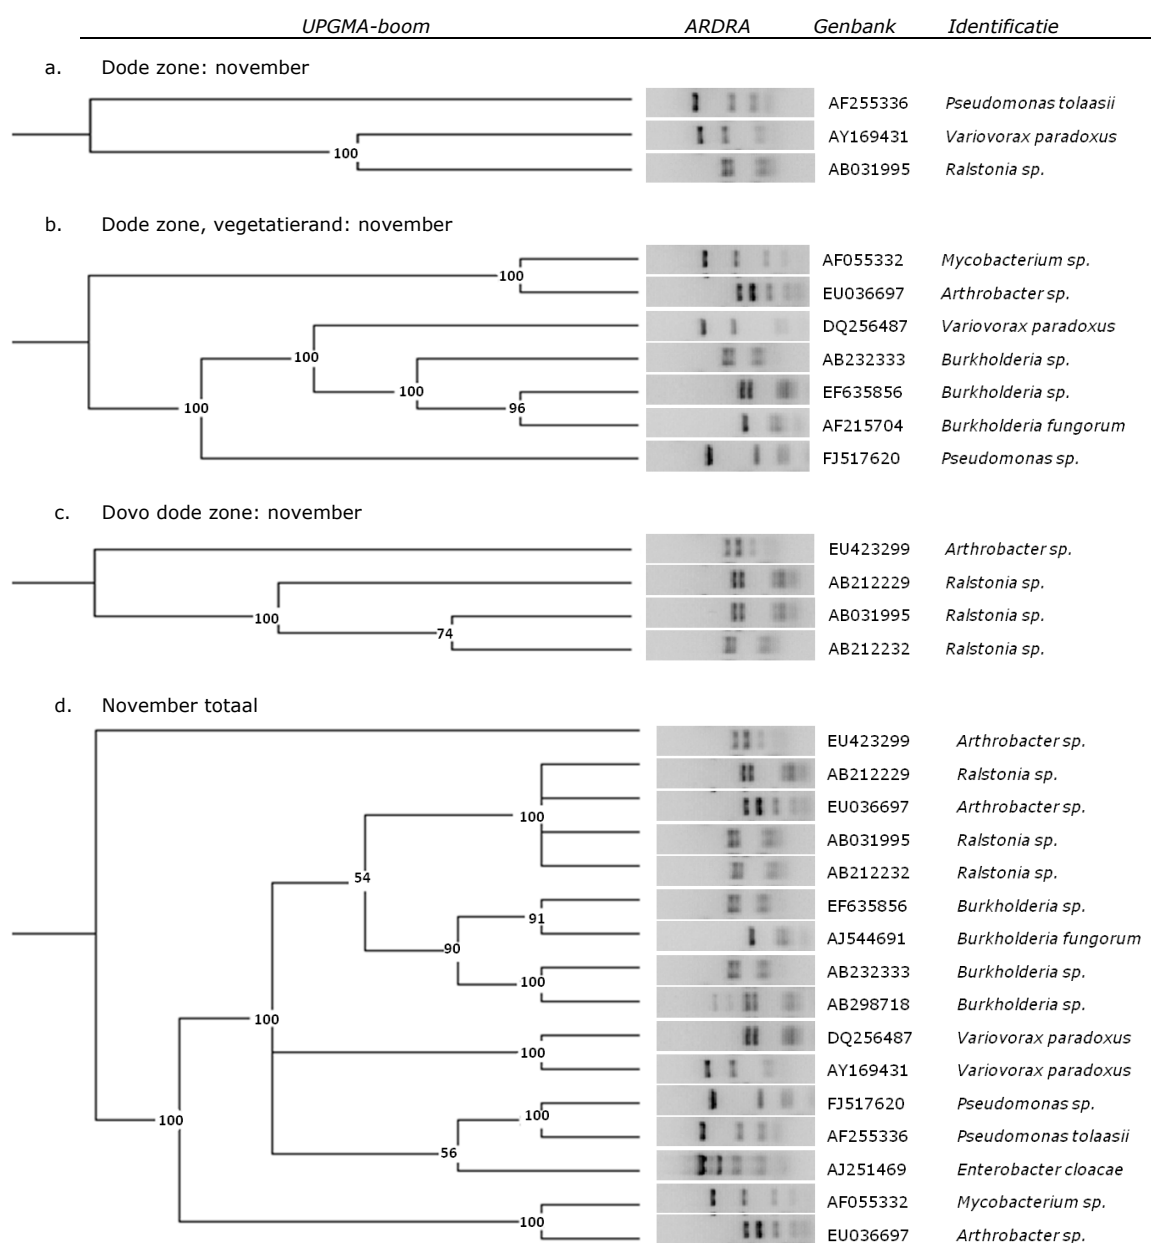 UPGMA-boom ARDRA Genbank Identificatie
a. Dode zone: november
AF255336 Pseudomonas tolaasii
AY169431 Variovorax paradoxus
100
AB031995 Ralstonia sp.
b. Dode zone, vegetatierand: november
AF055332 Mycobacterium sp.
100
EU036697 Arthrobacter sp.
DQ256487 Variovorax paradoxus
100
AB232333 Burkholderia sp.
100 EF635856 Burkholderia sp.
100 96
AF215704 Burkholderia fungorum
FJ517620 Pseudomonas sp.
c. Dovo dode zone: november
EU423299 Arthrobacter sp.
AB212229 Ralstonia sp.
100 AB031995 Ralstonia sp.
74
AB212232 Ralstonia sp.
d. November totaal
EU423299 Arthrobacter sp.
AB212229 Ralstonia sp.
EU036697 Arthrobacter sp.
100
AB031995 Ralstonia sp.
AB212232 Ralstonia sp.
54
EF635856 Burkholderia sp.
91
AJ544691 Burkholderia fungorum
90
AB232333 Burkholderia sp.
100
AB298718 Burkholderia sp.
100
DQ256487 Variovorax paradoxus
100
AY169431 Variovorax paradoxus
FJ517620 Pseudomonas sp.
100 100
AF255336 Pseudomonas tolaasii
56
AJ251469 Enterobacter cloacae
AF055332 Mycobacterium sp.
100
EU036697 Arthrobacter sp.